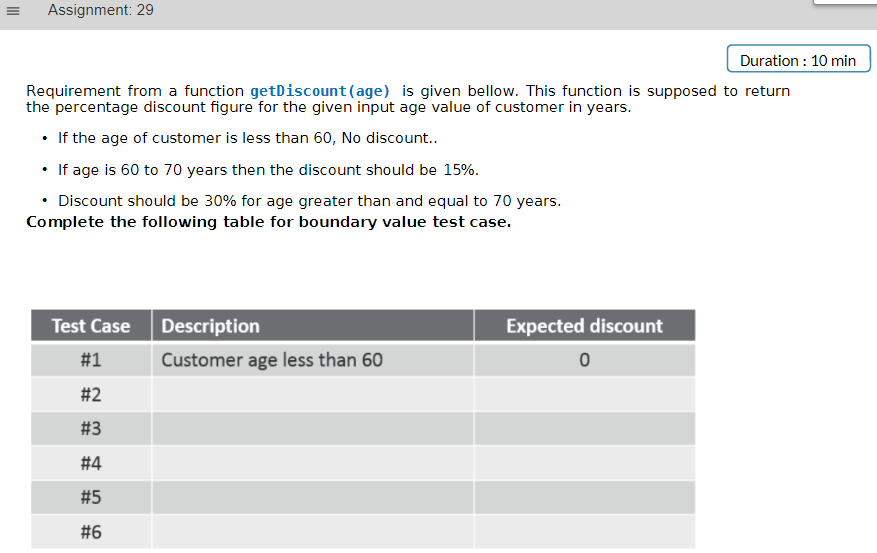 Assignment: 29
Duration : 10 min
Requirement from a function getDiscount(age) is given bellow. This function is supposed to return
the percentage discount figure for the given input age value of customer in years.
• If the age of customer is less than 60, No discount..
• If age is 60 to 70 years then the discount should be 15%.
• Discount should be 30% for age greater than and equal to 70 years.
Complete the following table for boundary value test case.
Test Case Description Expected discount
#1 Customer age less than 60 0
#2
#3
#4
#5
#6